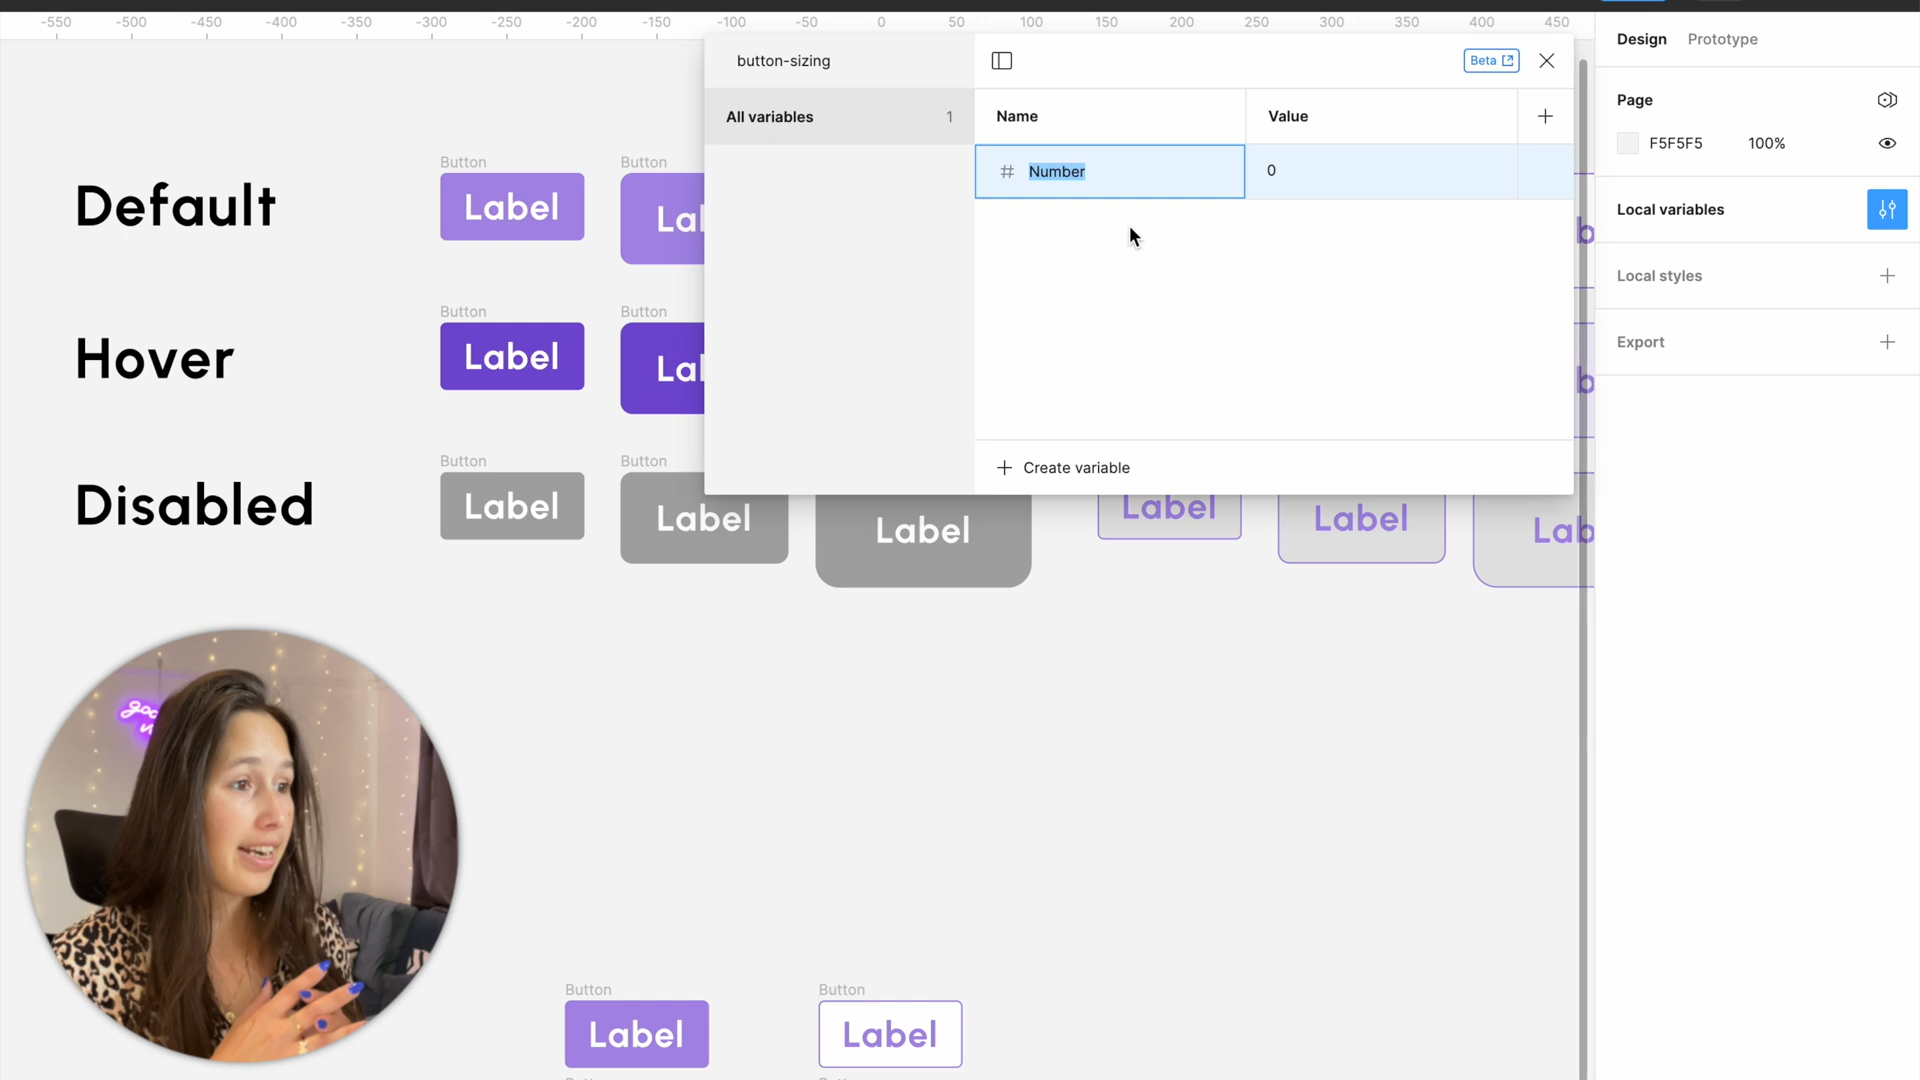 -550 -500 -450 -400 -350 -300 -250 -200 -150 -100 -50 0 50 100 150 200 250 300 350 400 450
Design Prototype
button-sizing
Beta
Page
All variables 1
Name Value
F5F5F5 100%
Number 0
Local variables
Local styles
Export
Create variable
Button Button
Default
Label Lab
Button Button
Hover
Label Lab
Button Button
Disabled
Label Label Label Label Label Lab
Button Button
Label Label